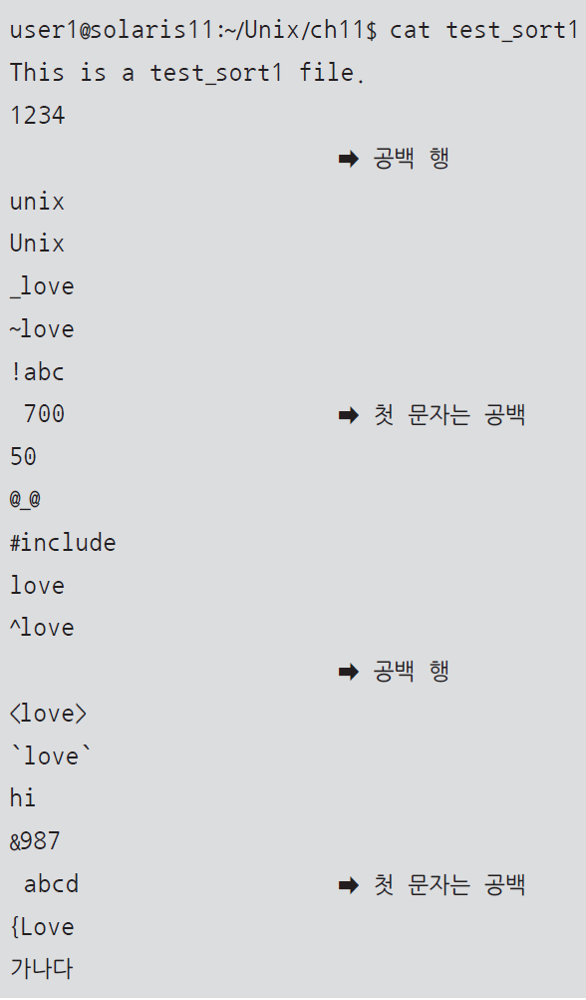 user1@solaris11:~/Unix/ch11$ cat test_sort1
This is a test_sort1 file.
1234
➡ 공백 행
unix
Unix
_love
~love
!abc
 700 ➡ 첫 문자는 공백
50
@_@
#include
love
^love
➡ 공백 행
<love>
`love`
hi
&987
 abcd ➡ 첫 문자는 공백
{Love
가나다